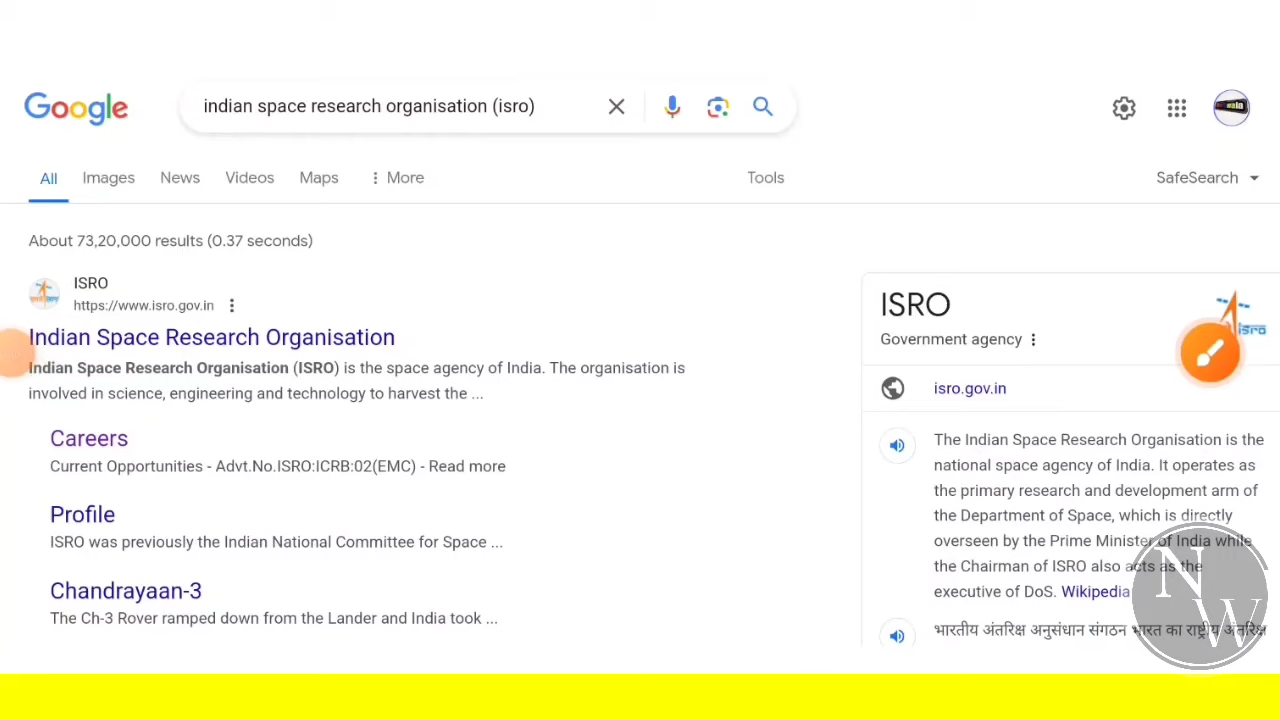 Google
indian space research organisation (isro)
All
Images
News
Videos
Maps
More
Tools
SafeSearch
About 73,20,000 results (0.37 seconds)
ISRO
https://www.isro.gov.in
Indian Space Research Organisation
Indian Space Research Organisation (ISRO) is the space agency of India. The organisation is
involved in science, engineering and technology to harvest the ...
Careers
Current Opportunities - Advt.No.ISRO:ICRB:02(EMC) - Read more
Profile
ISRO was previously the Indian National Committee for Space ...
Chandrayaan-3
The Ch-3 Rover ramped down from the Lander and India took ...
ISRO
isro
Government agency
isro.gov.in
The Indian Space Research Organisation is the
national space agency of India. It operates as
the primary research and development arm of
the Department of Space, which is directly
overseen by the Prime Minister of India while
the Chairman of ISRO also acts as the
executive of DoS. Wikipedia
भारतीय अंतरिक्ष अनुसंधान संगठन भारत का राष्ट्रीय अंतरिक्ष
NW